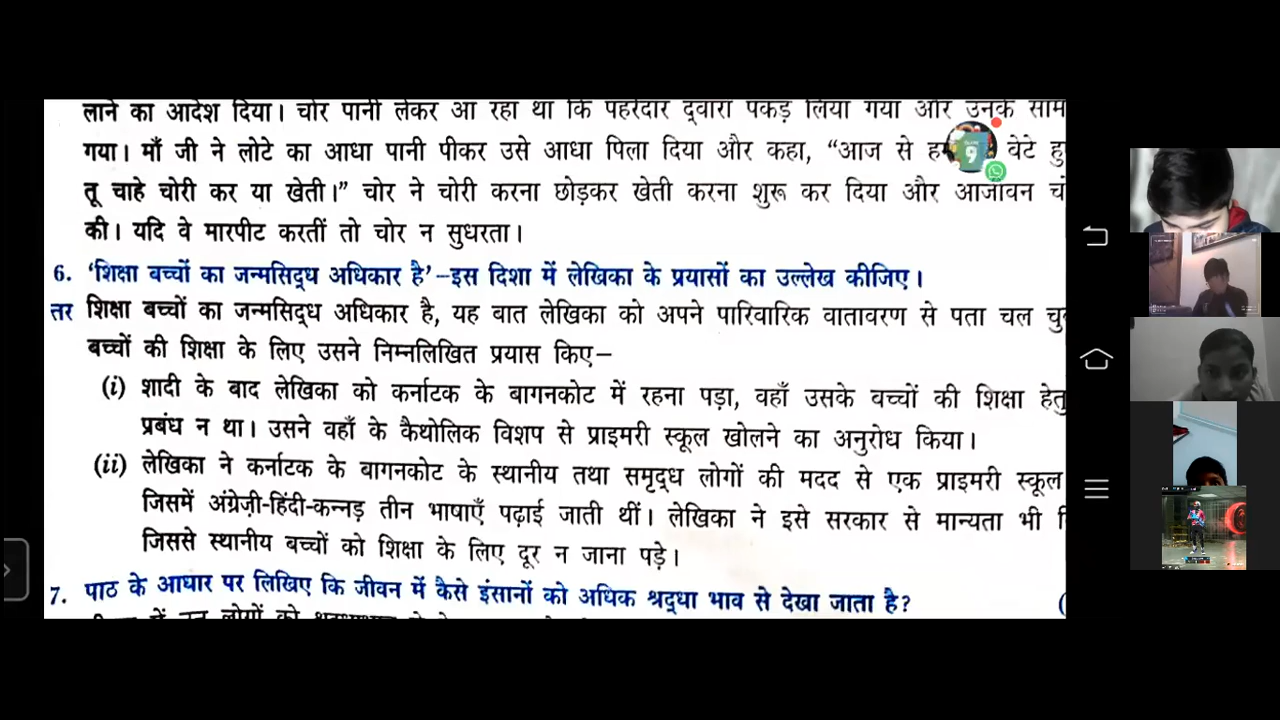 लाने का आदेश दिया। चोर पानी लेकर आ रहा था कि पहरेदार द्वारा पकड़ लिया गया और उनके साम
गया। माँ जी ने लोटे का आधा पानी पीकर उसे आधा पिला दिया और कहा, “आज से ह 9 बेटे हु
तू चाहे चोरी कर या खेती।” चोर ने चोरी करना छोड़कर खेती करना शुरू कर दिया और आजीवन
की। यदि वे मारपीट करतीं तो चोर न सुधरता।
6. ‘शिक्षा बच्चों का जन्मसिद्ध अधिकार है’–इस दिशा में लेखिका के प्रयासों का उल्लेख कीजिए।
तर शिक्षा बच्चों का जन्मसिद्ध अधिकार है, यह बात लेखिका को अपने पारिवारिक वातावरण से पता चल चु
बच्चों की शिक्षा के लिए उसने निम्नलिखित प्रयास किए–
(i) शादी के बाद लेखिका को कर्नाटक के बागनकोट में रहना पड़ा, वहाँ उसके बच्चों की शिक्षा हेतु
प्रबंध न था। उसने वहाँ के कैथोलिक विशप से प्राइमरी स्कूल खोलने का अनुरोध किया।
(ii) लेखिका ने कर्नाटक के बागनकोट के स्थानीय तथा समृद्ध लोगों की मदद से एक प्राइमरी स्कूल
जिसमें अंग्रेज़ी-हिंदी-कन्नड़ तीन भाषाएँ पढ़ाई जाती थीं। लेखिका ने इसे सरकार से मान्यता भी
जिससे स्थानीय बच्चों को शिक्षा के लिए दूर न जाना पड़े।
7. पाठ के आधार पर लिखिए कि जीवन में कैसे इंसानों को अधिक श्रद्धा भाव से देखा जाता है?